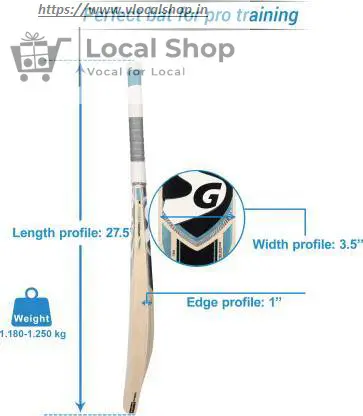 https://www.vlocalshop.in
Perfect bat for pro training
Local Shop
Vocal for Local
G
Length profile: 27.5"
Width profile: 3.5"
Edge profile: 1"
Weight
1.180-1.250 kg